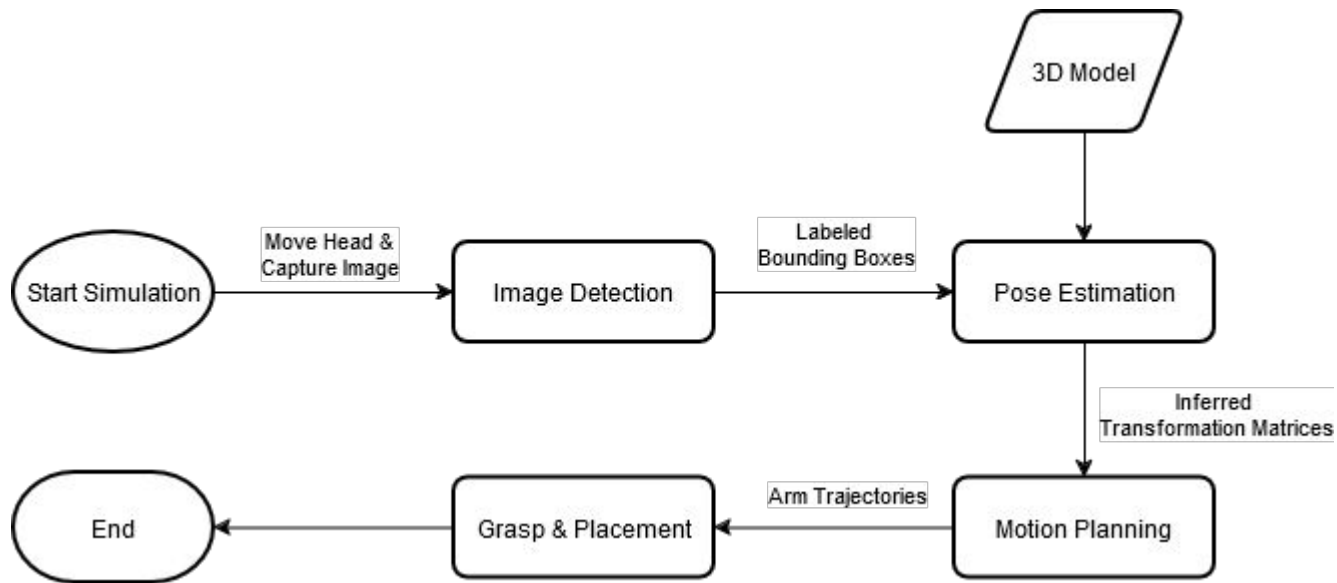 3D Model
Move Head &
Capture Image
Labeled
Bounding Boxes
Start Simulation
Image Detection
Pose Estimation
Inferred
Transformation Matrices
Arm Trajectories
End
Grasp & Placement
Motion Planning